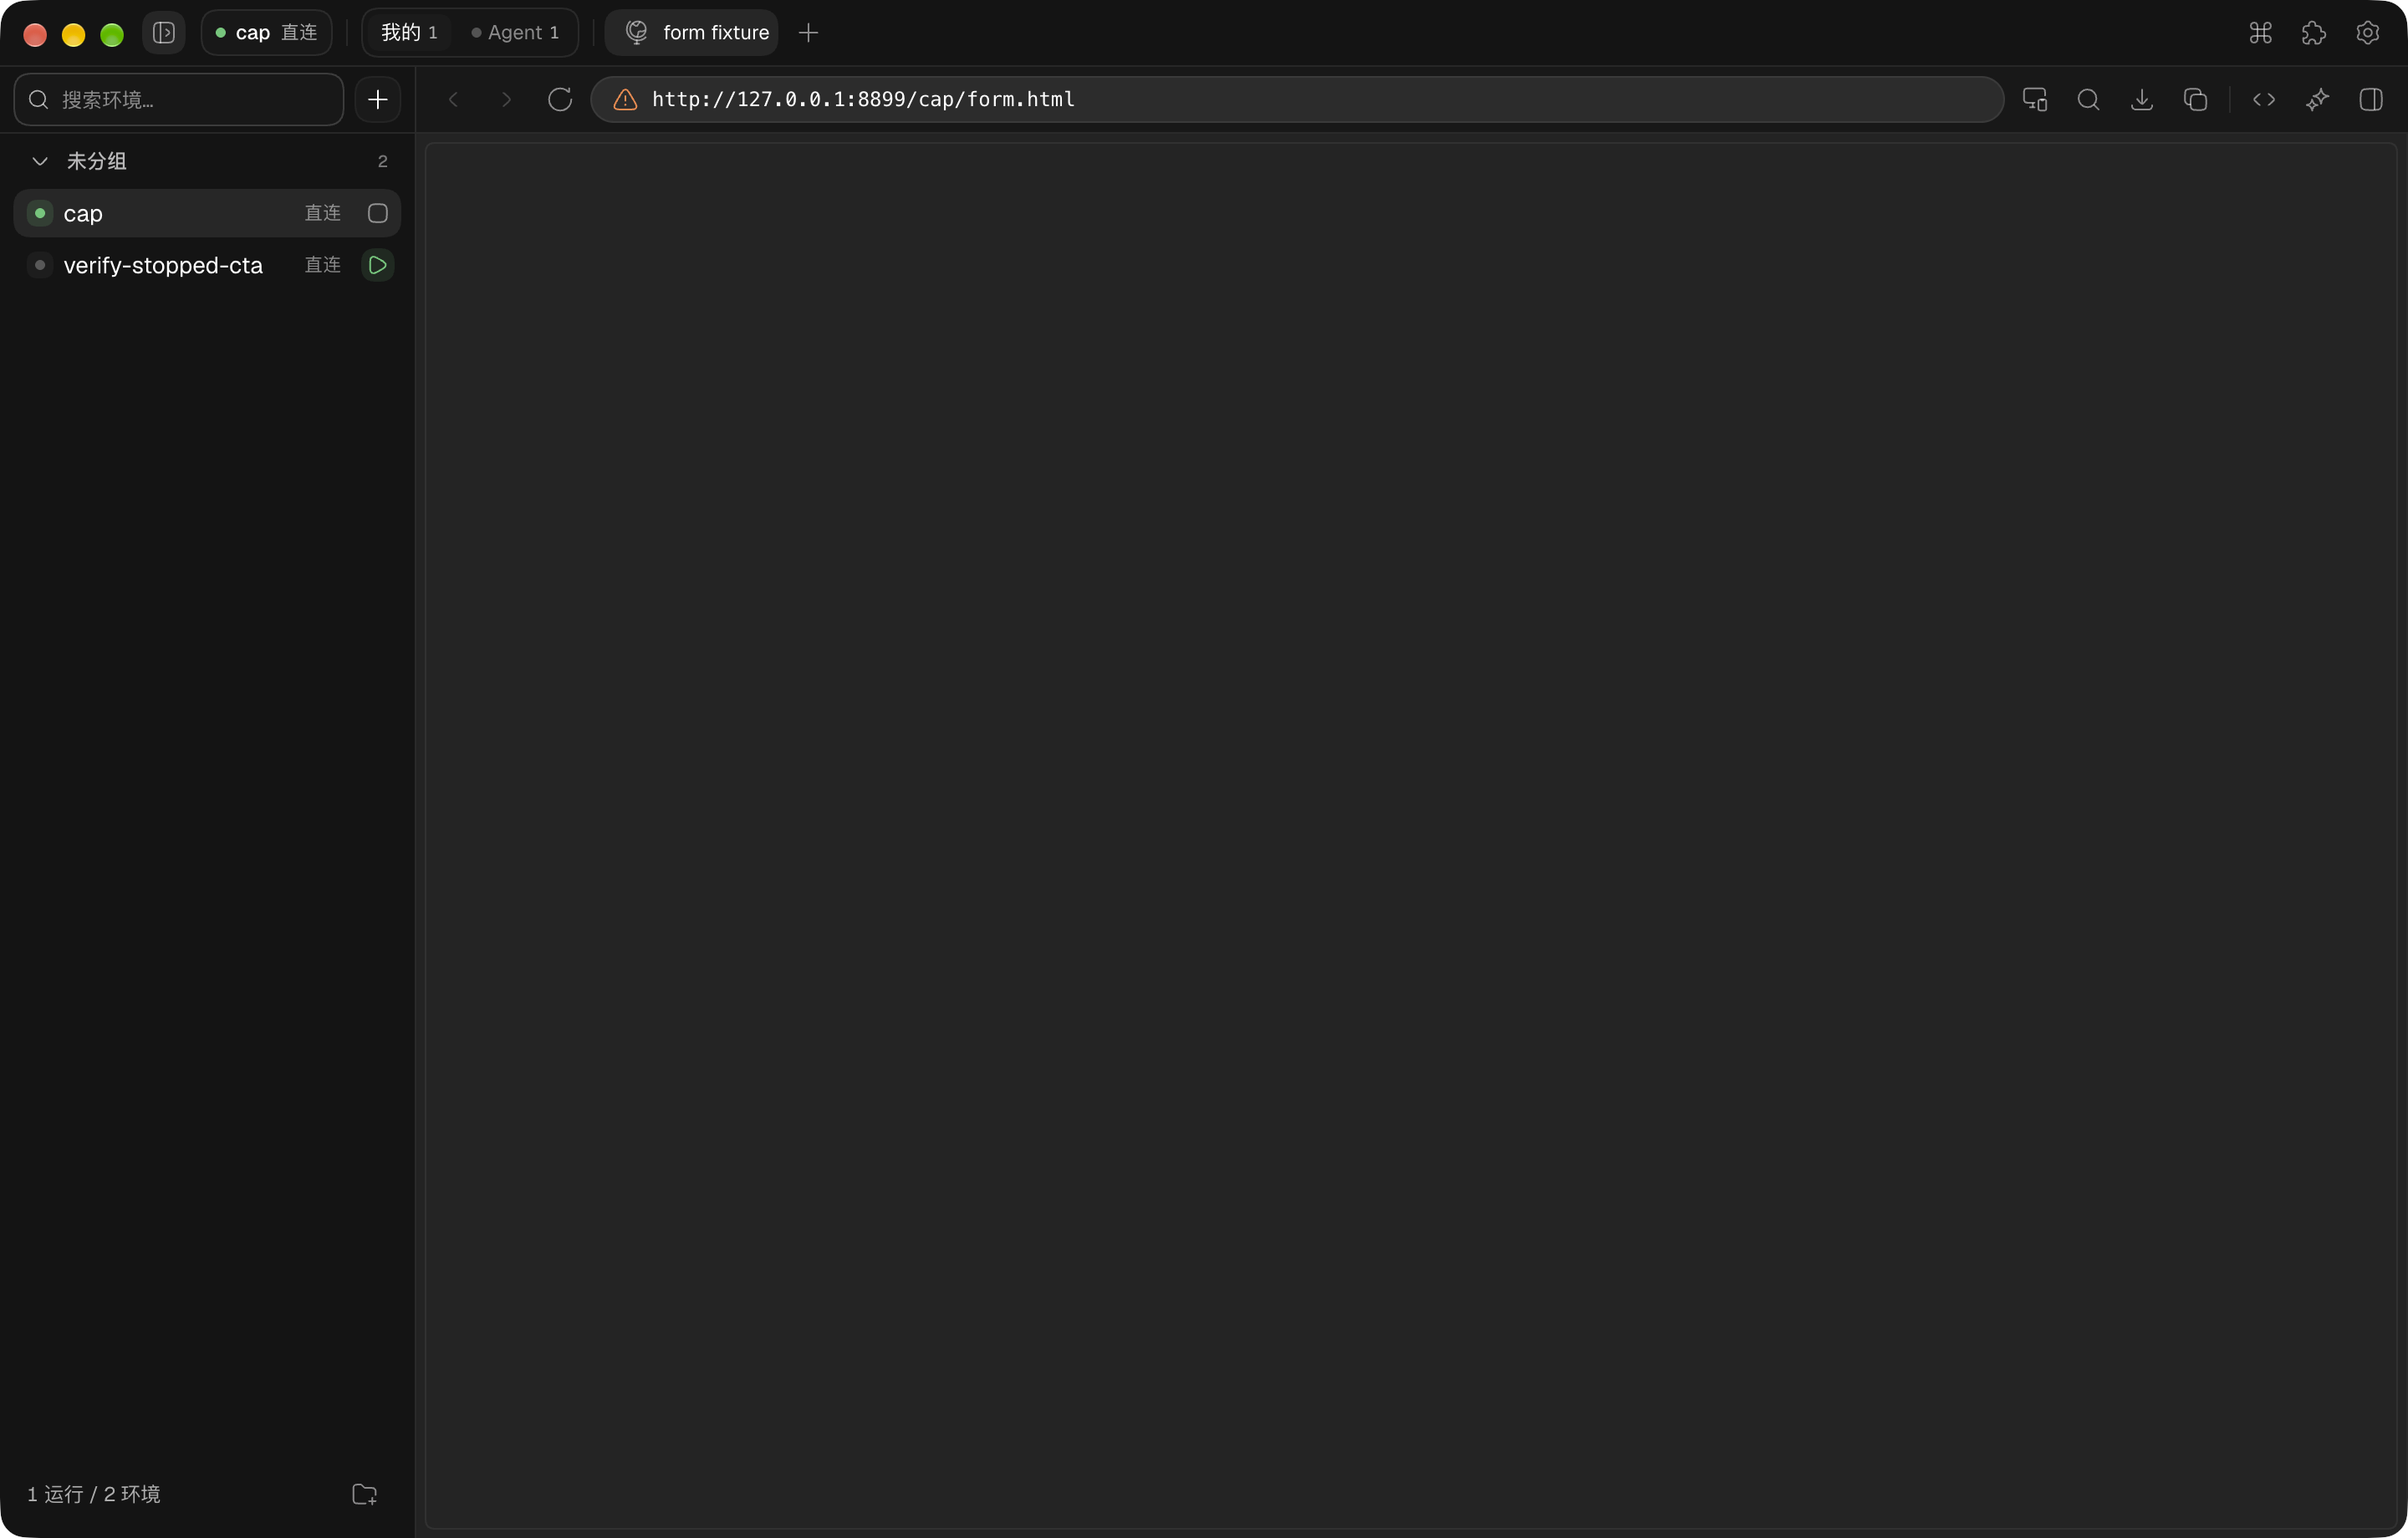 cap 直连 我的 1 Agent 1 form fixture
搜索环境...
http://127.0.0.1:8899/cap/form.html
未分组 2
cap 直连
verify-stopped-cta 直连
1 运行 / 2 环境